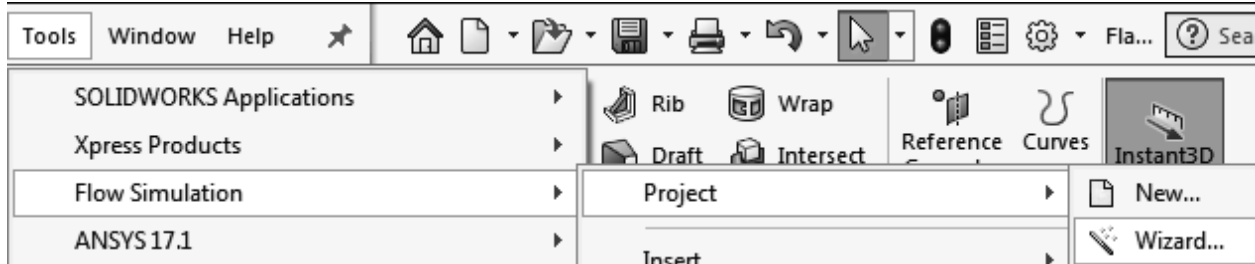 Tools Window Help Fla... Sea
SOLIDWORKS Applications Rib Wrap
Xpress Products Draft Intersect Reference Curves Instant3D
Flow Simulation Project New...
ANSYS 17.1 Insert Wizard...